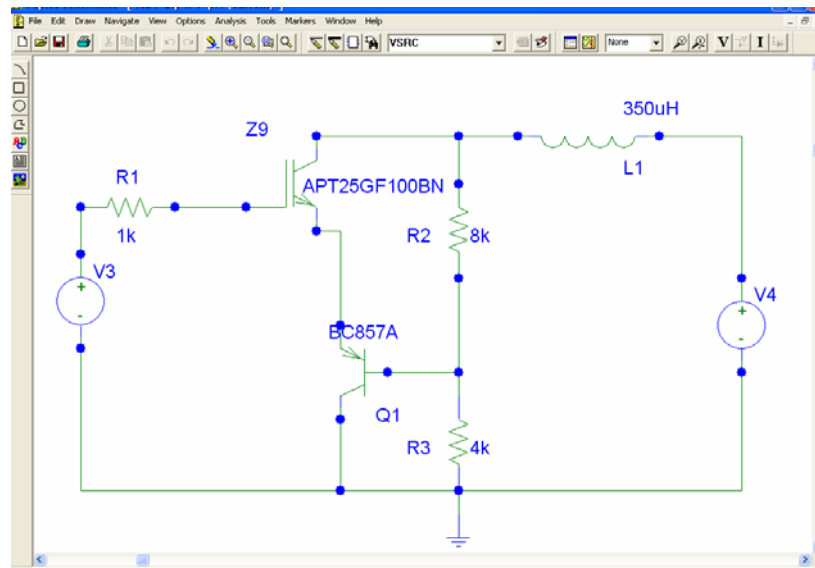 File Edit Draw Navigate View Options Analysis Tools Markers Window Help
VSRC
None
V
I
350uH
Z9
L1
R1
APT25GF100BN
1k
R2
8k
V3
+
-
V4
+
-
BC857A
Q1
R3
4k